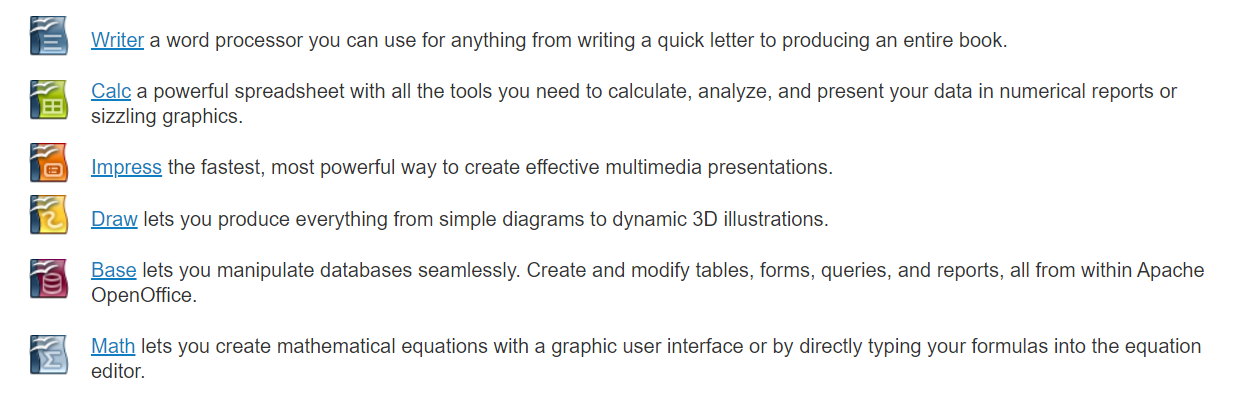 Writer a word processor you can use for anything from writing a quick letter to producing an entire book.
Calc a powerful spreadsheet with all the tools you need to calculate, analyze, and present your data in numerical reports or
sizzling graphics.
Impress the fastest, most powerful way to create effective multimedia presentations.
Draw lets you produce everything from simple diagrams to dynamic 3D illustrations.
Base lets you manipulate databases seamlessly. Create and modify tables, forms, queries, and reports, all from within Apache
OpenOffice.
Math lets you create mathematical equations with a graphic user interface or by directly typing your formulas into the equation
editor.